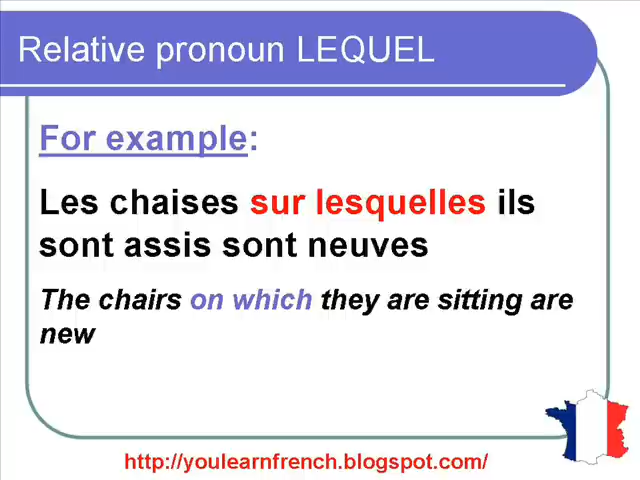 Relative pronoun LEQUEL
For example:
Les chaises sur lesquelles ils
sont assis sont neuves
The chairs on which they are sitting are
new
http://youlearnfrench.blogspot.com/